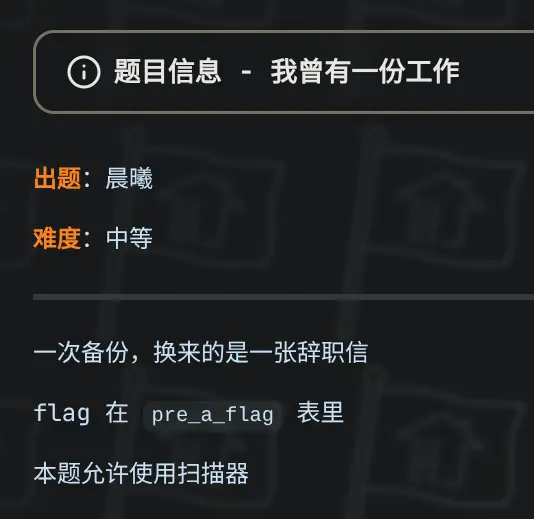 题目信息 - 我曾有一份工作
出题：晨曦
难度：中等
一次备份，换来的是一张辞职信
flag 在 pre_a_flag 表里
本题允许使用扫描器